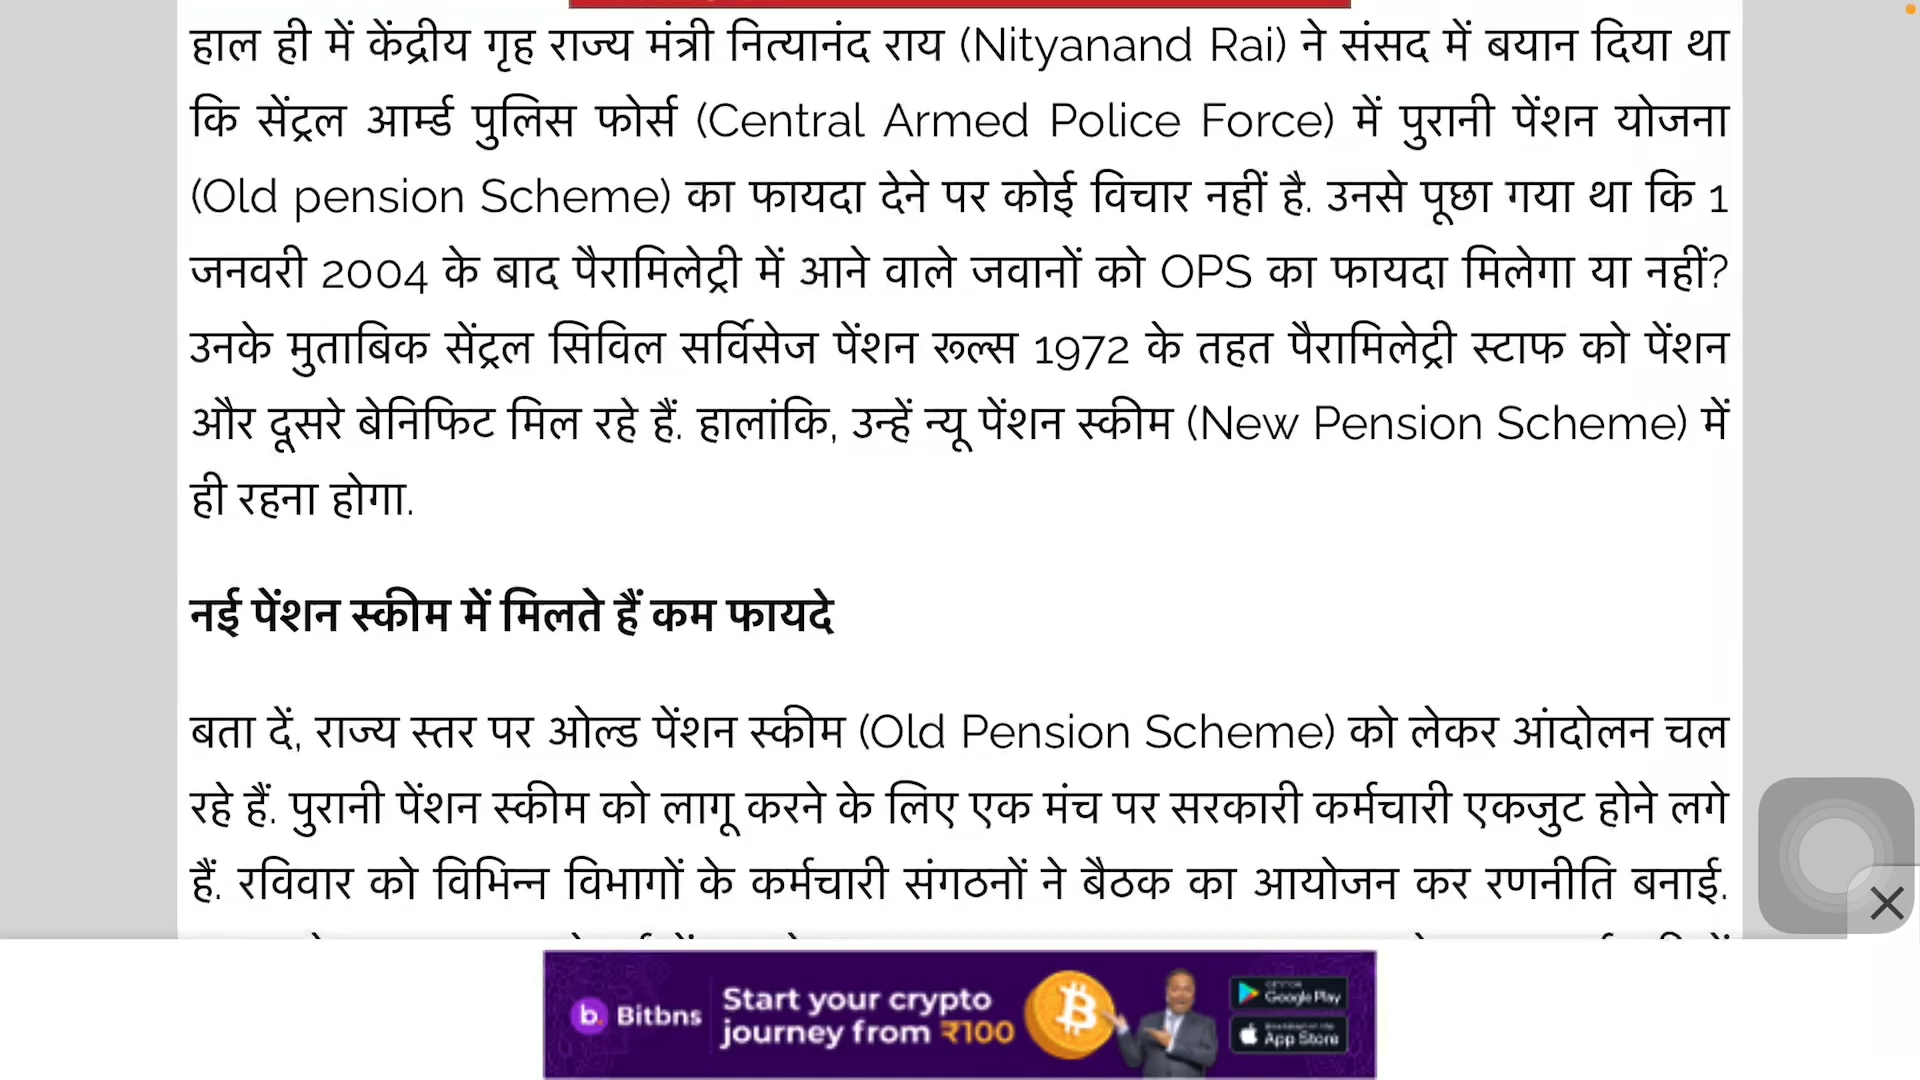 हाल ही में केंद्रीय गृह राज्य मंत्री नित्यानंद राय (Nityanand Rai) ने संसद में बयान दिया था
कि सेंट्रल आर्म्ड पुलिस फोर्स (Central Armed Police Force) में पुरानी पेंशन योजना
(Old pension Scheme) का फायदा देने पर कोई विचार नहीं है. उनसे पूछा गया था कि 1
जनवरी 2004 के बाद पैरामिलेट्री में आने वाले जवानों को OPS का फायदा मिलेगा या नहीं?
उनके मुताबिक सेंट्रल सिविल सर्विसेज पेंशन रूल्स 1972 के तहत पैरामिलेट्री स्टाफ को पेंशन
और दूसरे बेनिफिट मिल रहे हैं. हालांकि, उन्हें न्यू पेंशन स्कीम (New Pension Scheme) में
ही रहना होगा.
नई पेंशन स्कीम में मिलते हैं कम फायदे
बता दें, राज्य स्तर पर ओल्ड पेंशन स्कीम (Old Pension Scheme) को लेकर आंदोलन चल
रहे हैं. पुरानी पेंशन स्कीम को लागू करने के लिए एक मंच पर सरकारी कर्मचारी एकजुट होने लगे
हैं. रविवार को विभिन्न विभागों के कर्मचारी संगठनों ने बैठक का आयोजन कर रणनीति बनाई.
b. Bitbns
Start your crypto
journey from ₹100
Google Play
App Store